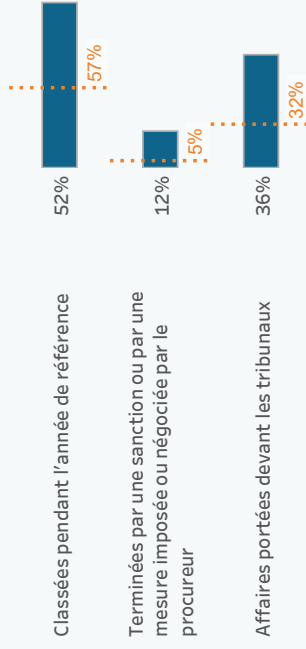 Classées pendant l'année de référence
52%
57%
Terminées par une sanction ou par une
mesure imposée ou négociée par le
procureur
12%
5%
Affaires portées devant les tribunaux
36%
32%